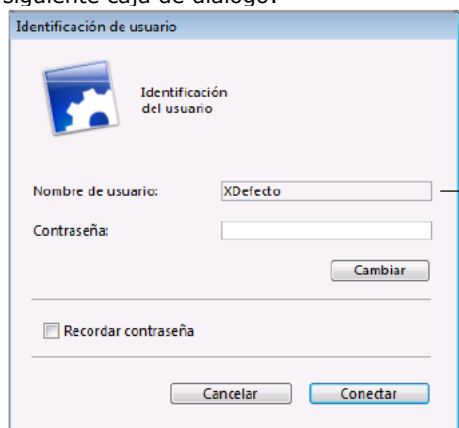 siguiente caja de diálogo:
Identificación de usuario
Identificación
del usuario
Nombre de usuario:
XDefecto
Contraseña:
Cambiar
Recordar contraseña
Cancelar
Conectar